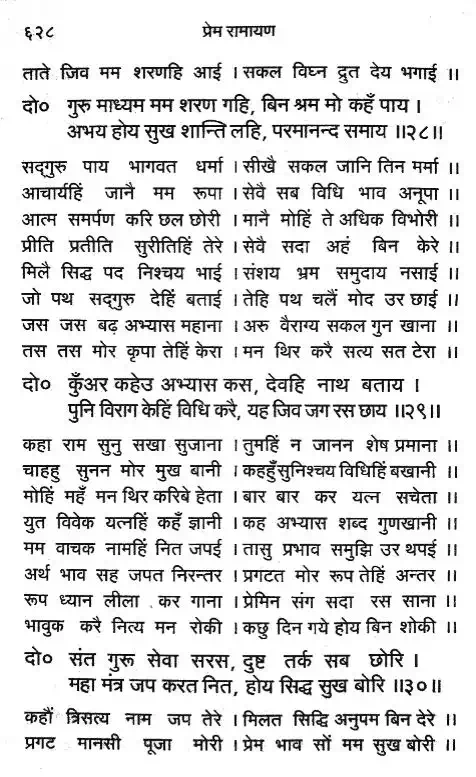 ६२८ प्रेम रामायण
ताते जिव मम शरणहि आई । सकल विघ्न द्रुत देय भगाई ।।
दो० गुरू माध्यम मम शरण गहि, बिन श्रम मो कहँ पाय ।
अभय होय सुख शान्ति लहि, परमानन्द समाय ।।२८।।
सद्गुरु पाय भागवत धर्मा । सीखै सकल जानि तिन मर्मा ।।
आचार्यहिं जानै मम रूपा । सेवै सब विधि भाव अनूपा ।।
आत्म समर्पण करि छल छोरी । मानै मोहिं ते अधिक विभोरी ।।
प्रीति प्रतीति सुरीतिहिं तेरे । सेवै सदा अहं बिन केरे ।।
मिलै सिद्ध पद निश्चय भाई । संशय भ्रम समुदाय नसाई ।।
जो पथ सद्गुरु देहिं बताई । तेहि पथ चलैं मोद उर छाई ।।
जस जस बढ़ अभ्यास महाना । अरु वैराग्य सकल गुन खाना ।।
तस तस मोर कृपा तेहिं केरा । मन थिर करै सत्य सत टेरा ।।
दो० कुँअर कहेउ अभ्यास कस, देवहि नाथ बताय ।
पुनि विराग केहिं विधि करै, यह जिव जग रस छाय ।।२९।।
कहा राम सुनु सखा सुजाना । तुमहिं न जानन शेष प्रमाना ।।
चाहहु सुनन मोर मुख बानी । कहहुँ सुनिश्चय विधिहिं बखानी ।।
मोहिं महँ मन थिर करिबे हेता । बार बार कर यत्न सचेता ।।
युत विवेक यत्नहिं कहँ ज्ञानी । कह अभ्यास शब्द गुणखानी ।।
मम वाचक नामहिं नित जपई । तासु प्रभाव समुझि उर थपई ।।
अर्थ भाव सह जपत निरन्तर । प्रगटत मोर रूप तेहिं अन्तर ।।
रूप ध्यान लीला कर गाना । प्रेमिन संग सदा रस साना ।।
भावुक करै नित्य मन रोकी । कछु दिन गये होय बिन शोकी ।।
दो० संत गुरू सेवा सरस, दुष्ट तर्क सब छोरि ।
महा मंत्र जप करत नित, होय सिद्ध सुख बोरि ।।३०।।
कहौं त्रिसत्य नाम जप तेरे । मिलत सिद्धि अनुपम बिन देरे ।।
प्रगट मानसी पूजा मोरी । प्रेम भाव सों मम सुख बोरी ।।